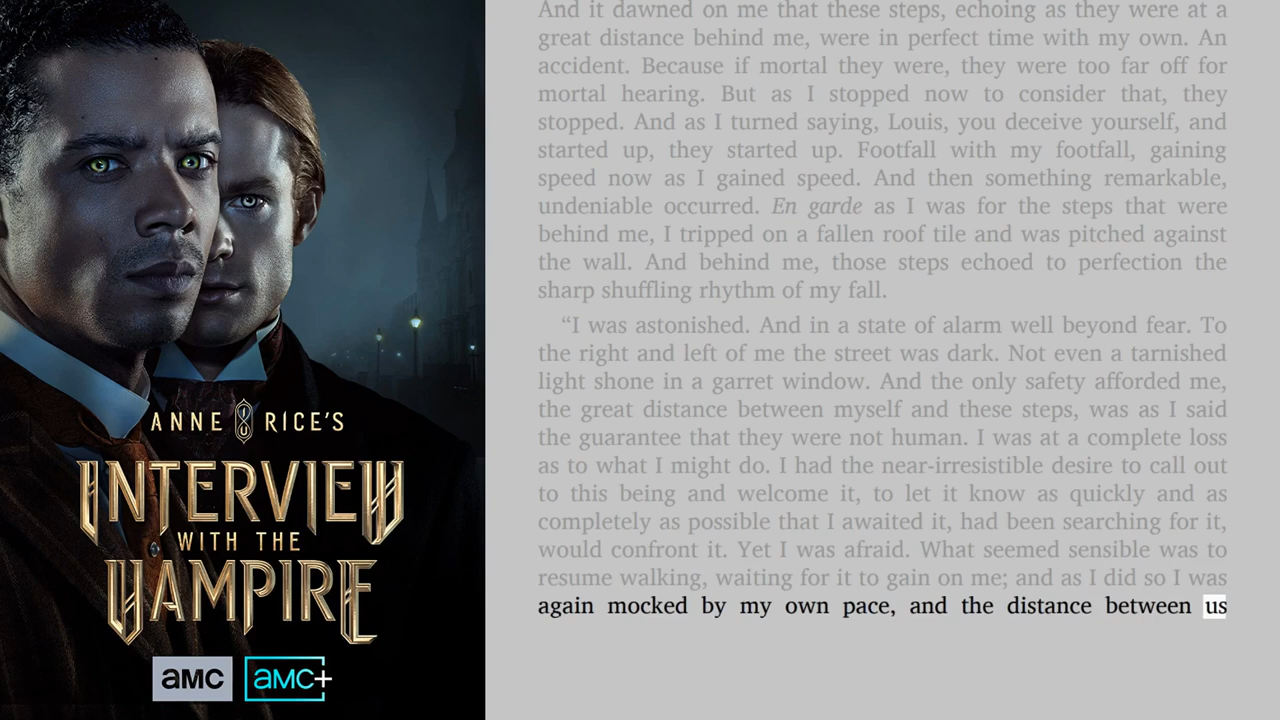 ANNE RICE'S
INTERVIEW
WITH THE
VAMPIRE
aMC
aMC+
And it dawned on me that these steps, echoing as they were at a
great distance behind me, were in perfect time with my own. An
accident. Because if mortal they were, they were too far off for
mortal hearing. But as I stopped now to consider that, they
stopped. And as I turned saying, Louis, you deceive yourself, and
started up, they started up. Footfall with my footfall, gaining
speed now as I gained speed. And then something remarkable,
undeniable occurred. En garde as I was for the steps that were
behind me, I tripped on a fallen roof tile and was pitched against
the wall. And behind me, those steps echoed to perfection the
sharp shuffling rhythm of my fall.
“I was astonished. And in a state of alarm well beyond fear. To
the right and left of me the street was dark. Not even a tarnished
light shone in a garret window. And the only safety afforded me,
the great distance between myself and these steps, was as I said
the guarantee that they were not human. I was at a complete loss
as to what I might do. I had the near-irresistible desire to call out
to this being and welcome it, to let it know as quickly and as
completely as possible that I awaited it, had been searching for it,
would confront it. Yet I was afraid. What seemed sensible was to
resume walking, waiting for it to gain on me; and as I did so I was
again mocked by my own pace, and the distance between us